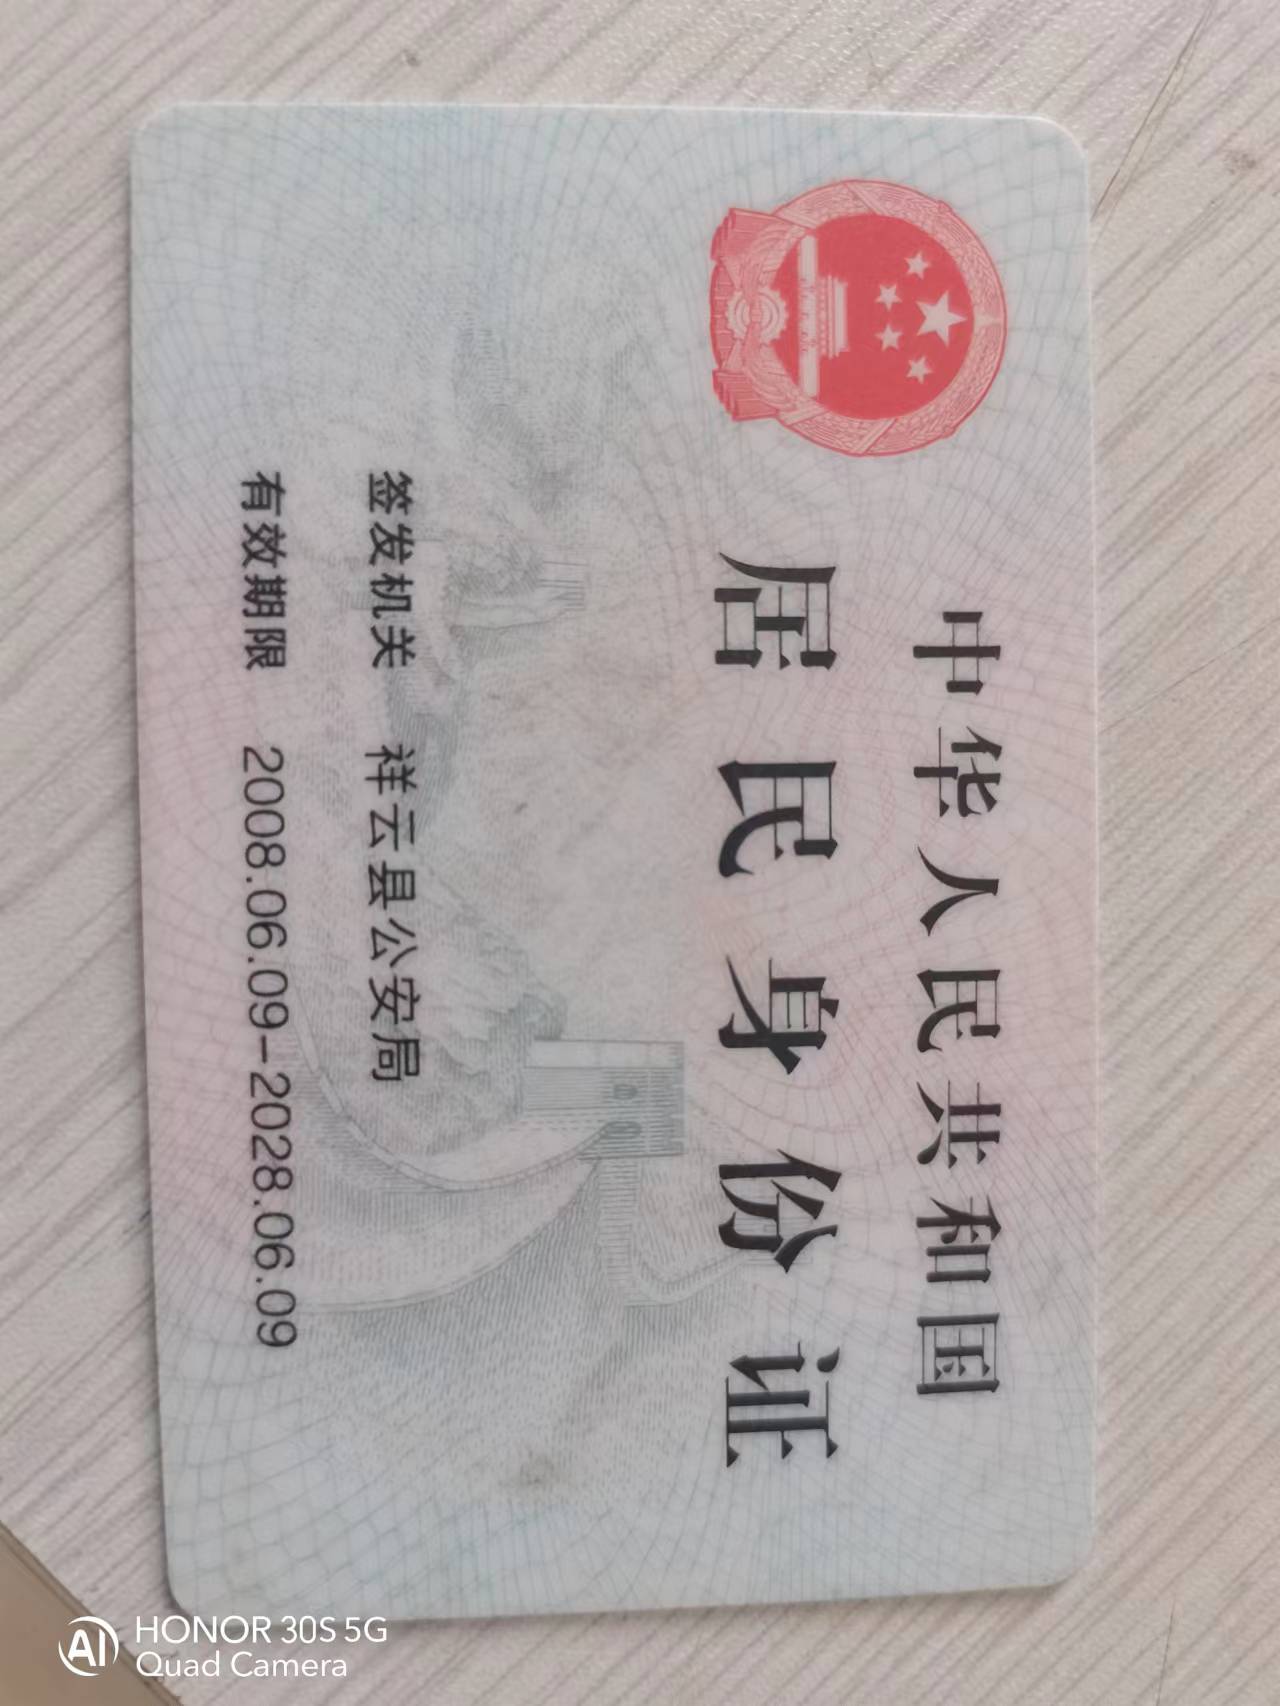 中华人民共和国
居民身份证
签发机关 祥云县公安局
有效期限 2008.06.09-2028.06.09
AI HONOR 30S 5G
Quad Camera